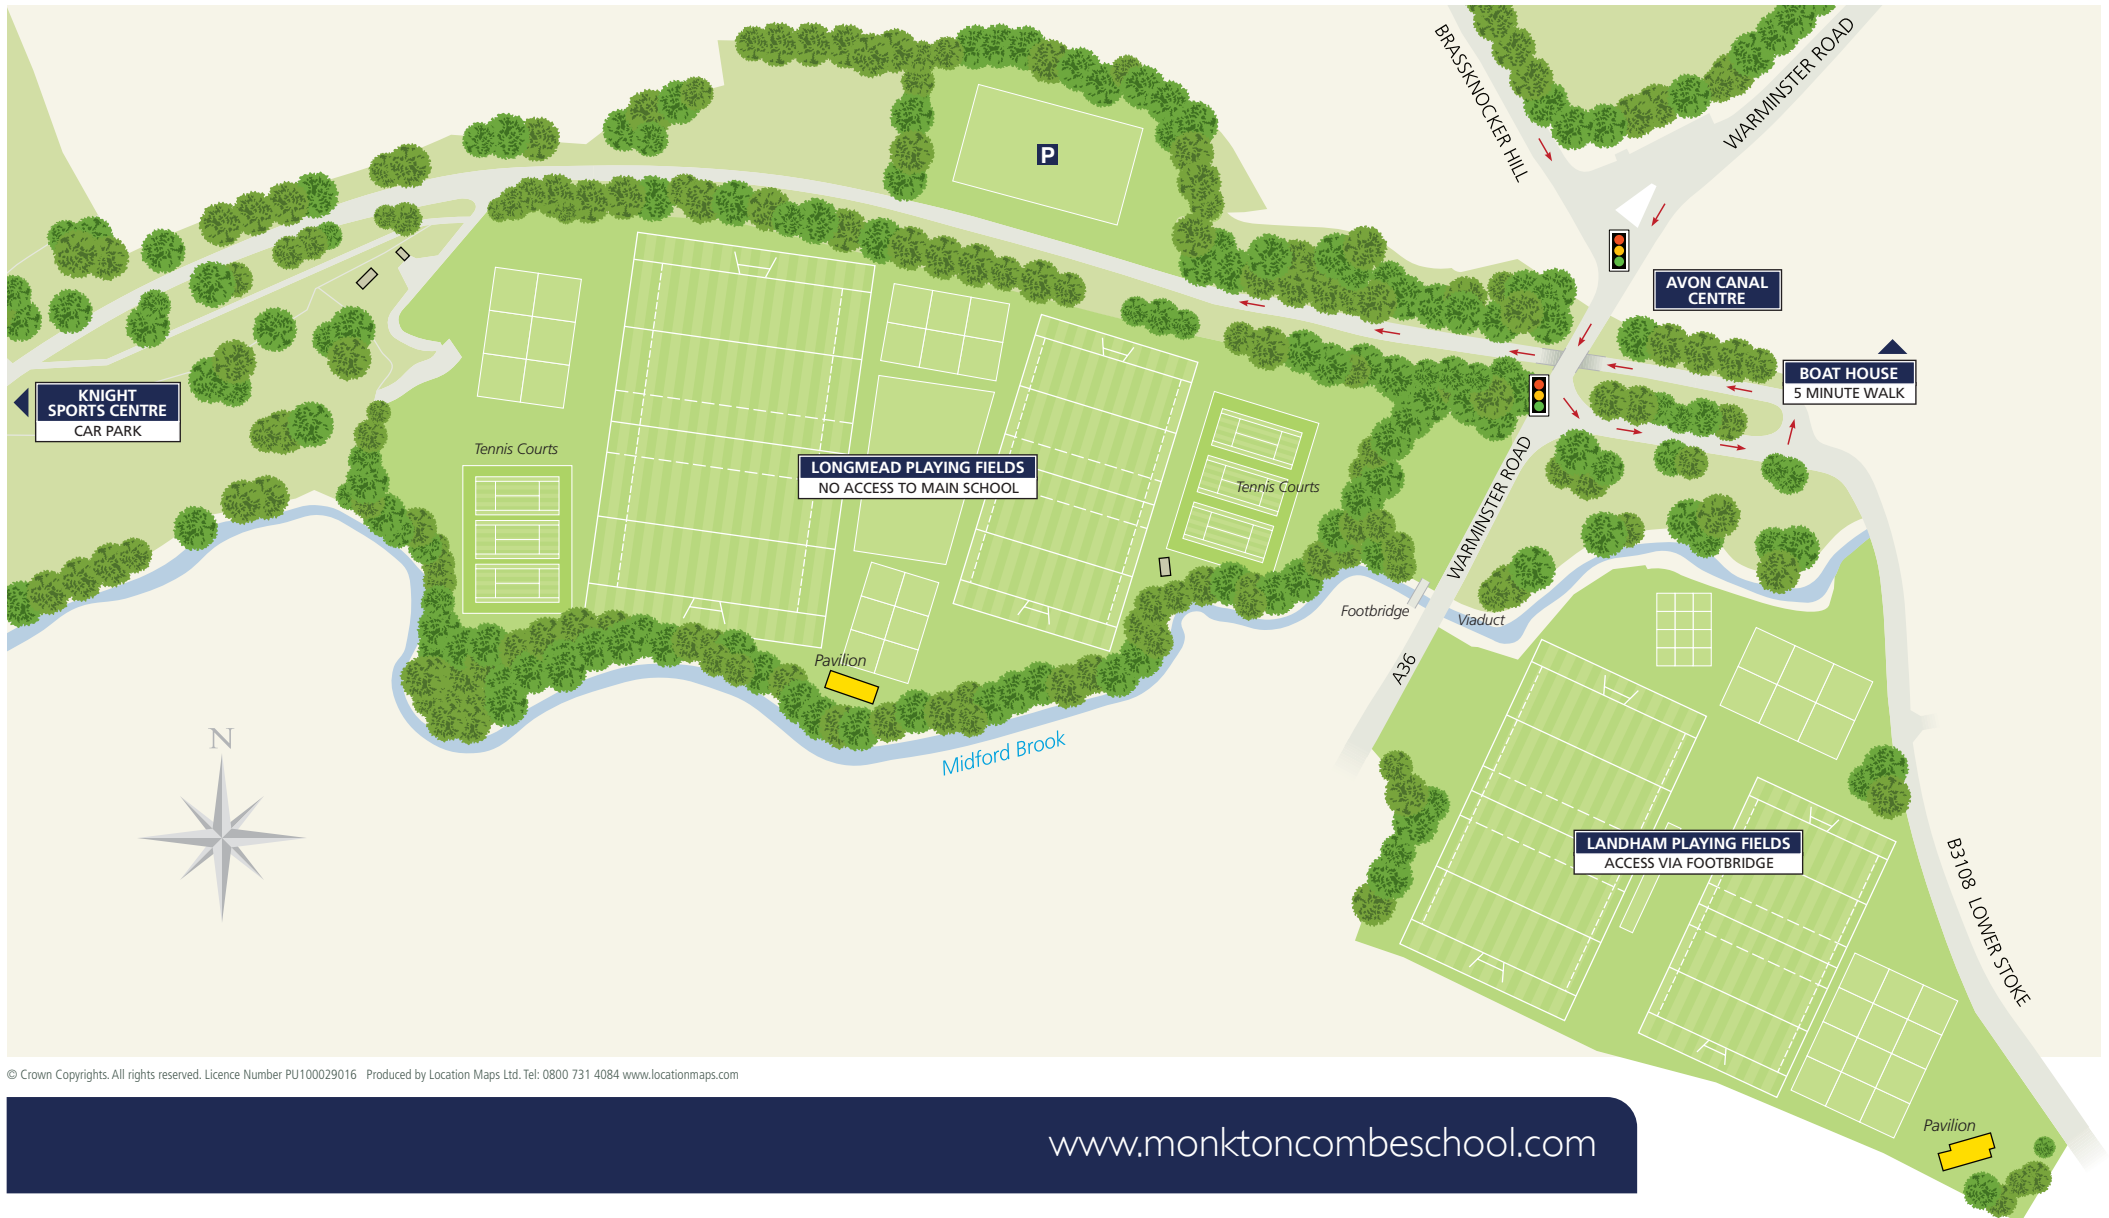 BRASSKNOCKER HILL
WARMINSTER ROAD
P
AVON CANAL
CENTRE
BOAT HOUSE
5 MINUTE WALK
KNIGHT
SPORTS CENTRE
CAR PARK
Tennis Courts
LONGMEAD PLAYING FIELDS
NO ACCESS TO MAIN SCHOOL
Tennis Courts
WARMINSTER ROAD
Footbridge
Viaduct
A36
Pavilion
Midford Brook
N
LANDHAM PLAYING FIELDS
ACCESS VIA FOOTBRIDGE
B3108 LOWER STOKE
Pavilion
© Crown Copyrights. All rights reserved. Licence Number PU100029016 Produced by Location Maps Ltd. Tel: 0800 731 4084 www.locationmaps.com
www.monktoncombeschool.com